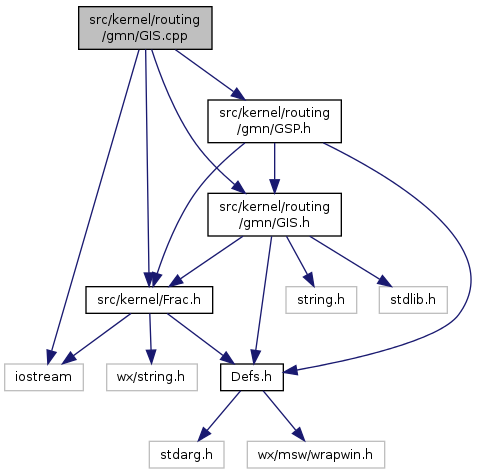 src/kernel/routing
/gmn/GIS.cpp
src/kernel/routing
/gmn/GSP.h
src/kernel/routing
/gmn/GIS.h
src/kernel/Frac.h
string.h
stdlib.h
iostream
wx/string.h
Defs.h
stdarg.h
wx/msw/wrapwin.h